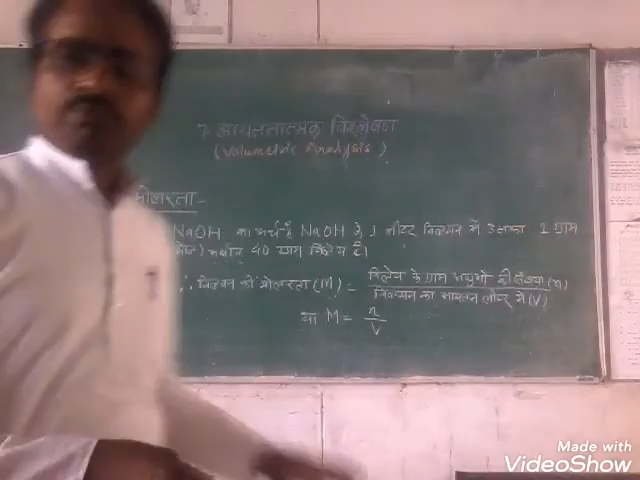 7- आयतनात्मक विश्लेषण
(Volumetric Analysis)
मोलरता -
NaOH का अर्थ है NaOH के 1 लीटर विलयन में उसका 1 ग्राम
मोल) अर्थात 40 ग्राम विलेय है।
∴ विलयन की मोलरता (M) = विलेय के ग्राम अणुओं की संख्या (n)
विलयन का आयतन लीटर में (V)
या M = n
V
Made with
VideoShow